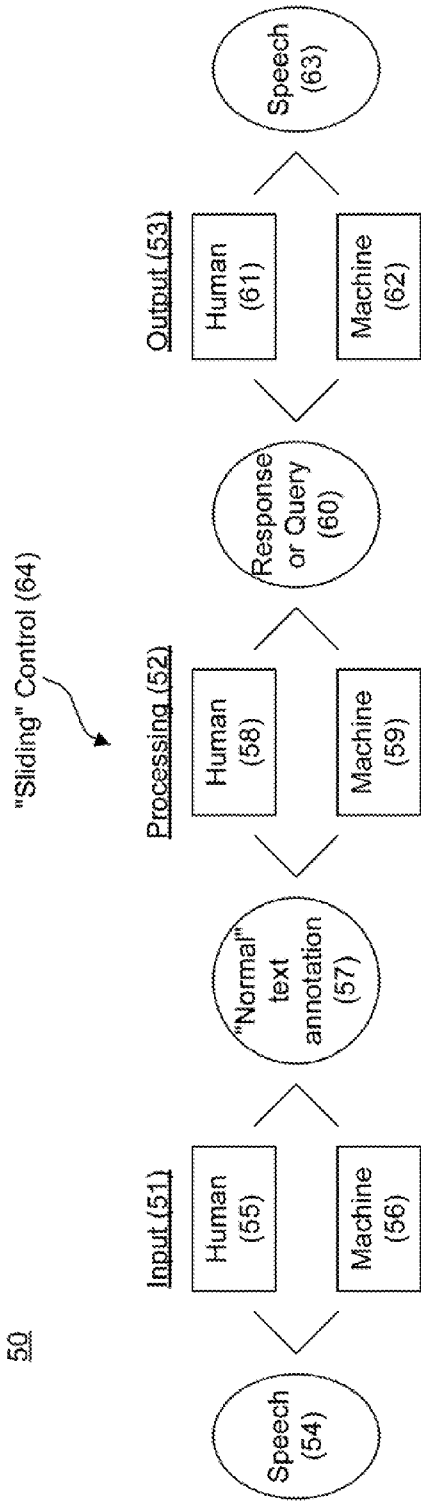 50
"Sliding" Control (64)
Input (51)
Processing (52)
Output (53)
Speech
(54)
Human
(55)
Machine
(56)
"Normal"
text
annotation
(57)
Human
(58)
Machine
(59)
Response
or Query
(60)
Human
(61)
Machine
(62)
Speech
(63)